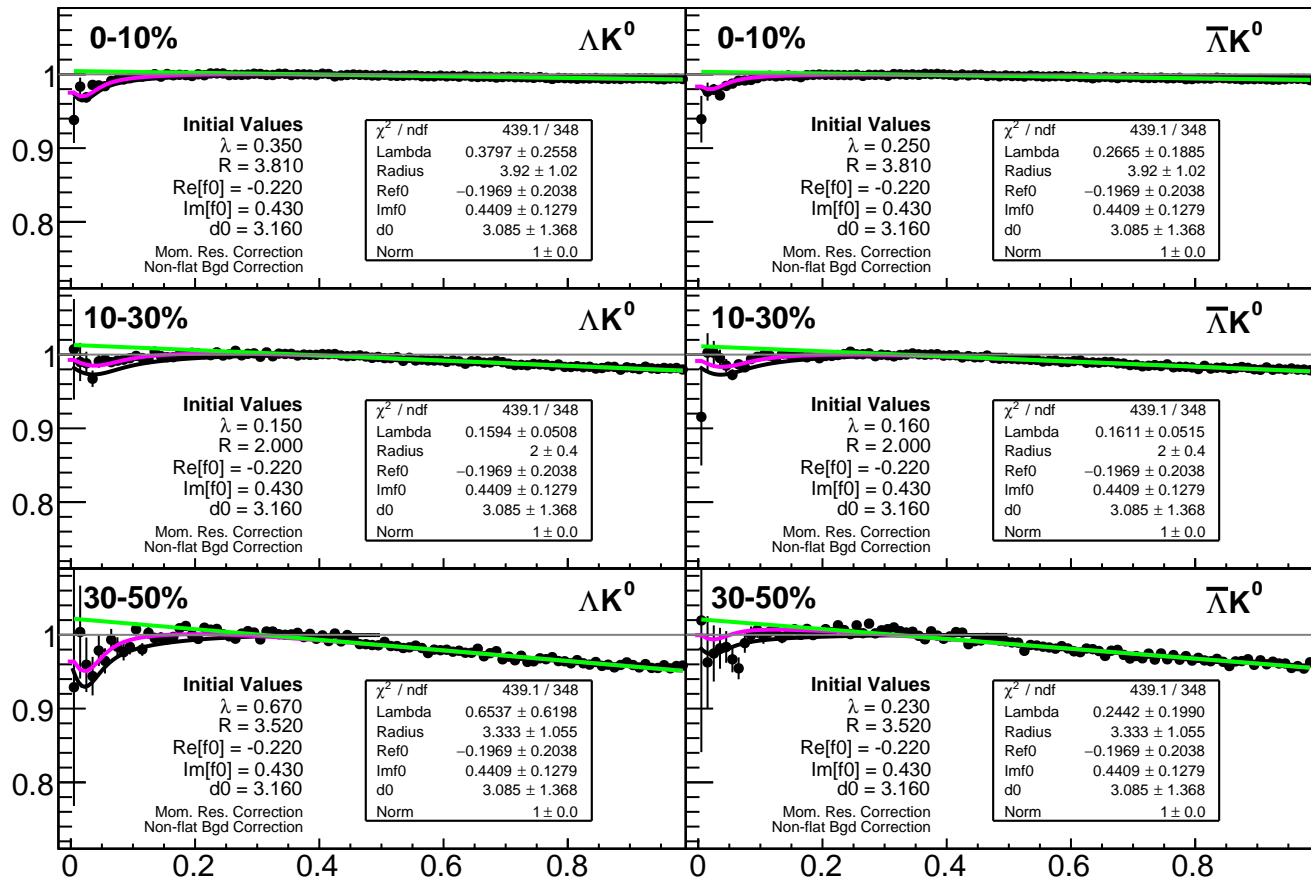 0-10%
ΛK⁰
1
0.9
0.8
Initial Values
λ = 0.350
R = 3.810
Re[f0] = -0.220
Im[f0] = 0.430
d0 = 3.160
Mom. Res. Correction
Non-flat Bgd Correction
χ² / ndf 439.1 / 348
Lambda 0.3797 ± 0.2558
Radius 3.92 ± 1.02
Ref0 −0.1969 ± 0.2038
Imf0 0.4409 ± 0.1279
d0 3.085 ± 1.368
Norm 1 ± 0.0
0-10%
Λ̅K⁰
Initial Values
λ = 0.250
R = 3.810
Re[f0] = -0.220
Im[f0] = 0.430
d0 = 3.160
Mom. Res. Correction
Non-flat Bgd Correction
χ² / ndf 439.1 / 348
Lambda 0.2665 ± 0.1885
Radius 3.92 ± 1.02
Ref0 −0.1969 ± 0.2038
Imf0 0.4409 ± 0.1279
d0 3.085 ± 1.368
Norm 1 ± 0.0
10-30%
ΛK⁰
1
0.9
0.8
Initial Values
λ = 0.150
R = 2.000
Re[f0] = -0.220
Im[f0] = 0.430
d0 = 3.160
Mom. Res. Correction
Non-flat Bgd Correction
χ² / ndf 439.1 / 348
Lambda 0.1594 ± 0.0508
Radius 2 ± 0.4
Ref0 −0.1969 ± 0.2038
Imf0 0.4409 ± 0.1279
d0 3.085 ± 1.368
Norm 1 ± 0.0
10-30%
Λ̅K⁰
Initial Values
λ = 0.160
R = 2.000
Re[f0] = -0.220
Im[f0] = 0.430
d0 = 3.160
Mom. Res. Correction
Non-flat Bgd Correction
χ² / ndf 439.1 / 348
Lambda 0.1611 ± 0.0515
Radius 2 ± 0.4
Ref0 −0.1969 ± 0.2038
Imf0 0.4409 ± 0.1279
d0 3.085 ± 1.368
Norm 1 ± 0.0
30-50%
ΛK⁰
1
0.9
0.8
Initial Values
λ = 0.670
R = 3.520
Re[f0] = -0.220
Im[f0] = 0.430
d0 = 3.160
Mom. Res. Correction
Non-flat Bgd Correction
χ² / ndf 439.1 / 348
Lambda 0.6537 ± 0.6198
Radius 3.333 ± 1.055
Ref0 −0.1969 ± 0.2038
Imf0 0.4409 ± 0.1279
d0 3.085 ± 1.368
Norm 1 ± 0.0
30-50%
Λ̅K⁰
Initial Values
λ = 0.230
R = 3.520
Re[f0] = -0.220
Im[f0] = 0.430
d0 = 3.160
Mom. Res. Correction
Non-flat Bgd Correction
χ² / ndf 439.1 / 348
Lambda 0.2442 ± 0.1990
Radius 3.333 ± 1.055
Ref0 −0.1969 ± 0.2038
Imf0 0.4409 ± 0.1279
d0 3.085 ± 1.368
Norm 1 ± 0.0
0 0.2 0.4 0.6 0.8 0 0.2 0.4 0.6 0.8